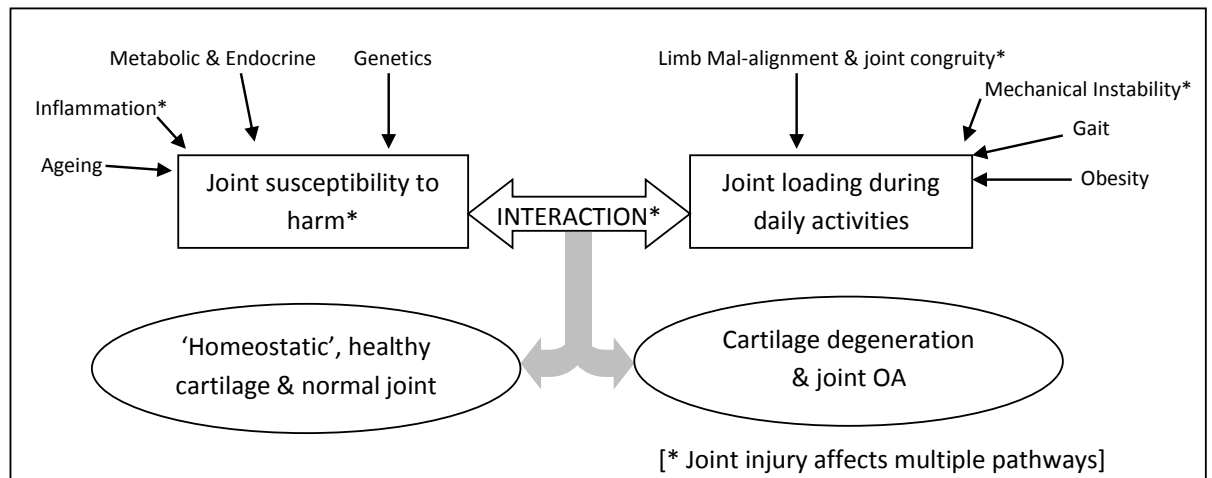 Metabolic & Endocrine
Genetics
Inflammation*
Ageing
Joint susceptibility to
harm*
INTERACTION*
Limb Mal-alignment & joint congruity*
Mechanical Instability*
Gait
Obesity
Joint loading during
daily activities
‘Homeostatic’, healthy
cartilage & normal joint
Cartilage degeneration
& joint OA
[* Joint injury affects multiple pathways]